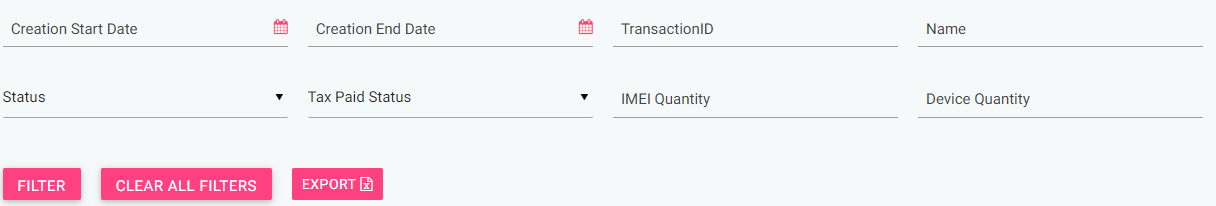 Creation Start Date
Creation End Date
TransactionID
Name
Status
Tax Paid Status
IMEI Quantity
Device Quantity
FILTER
CLEAR ALL FILTERS
EXPORT